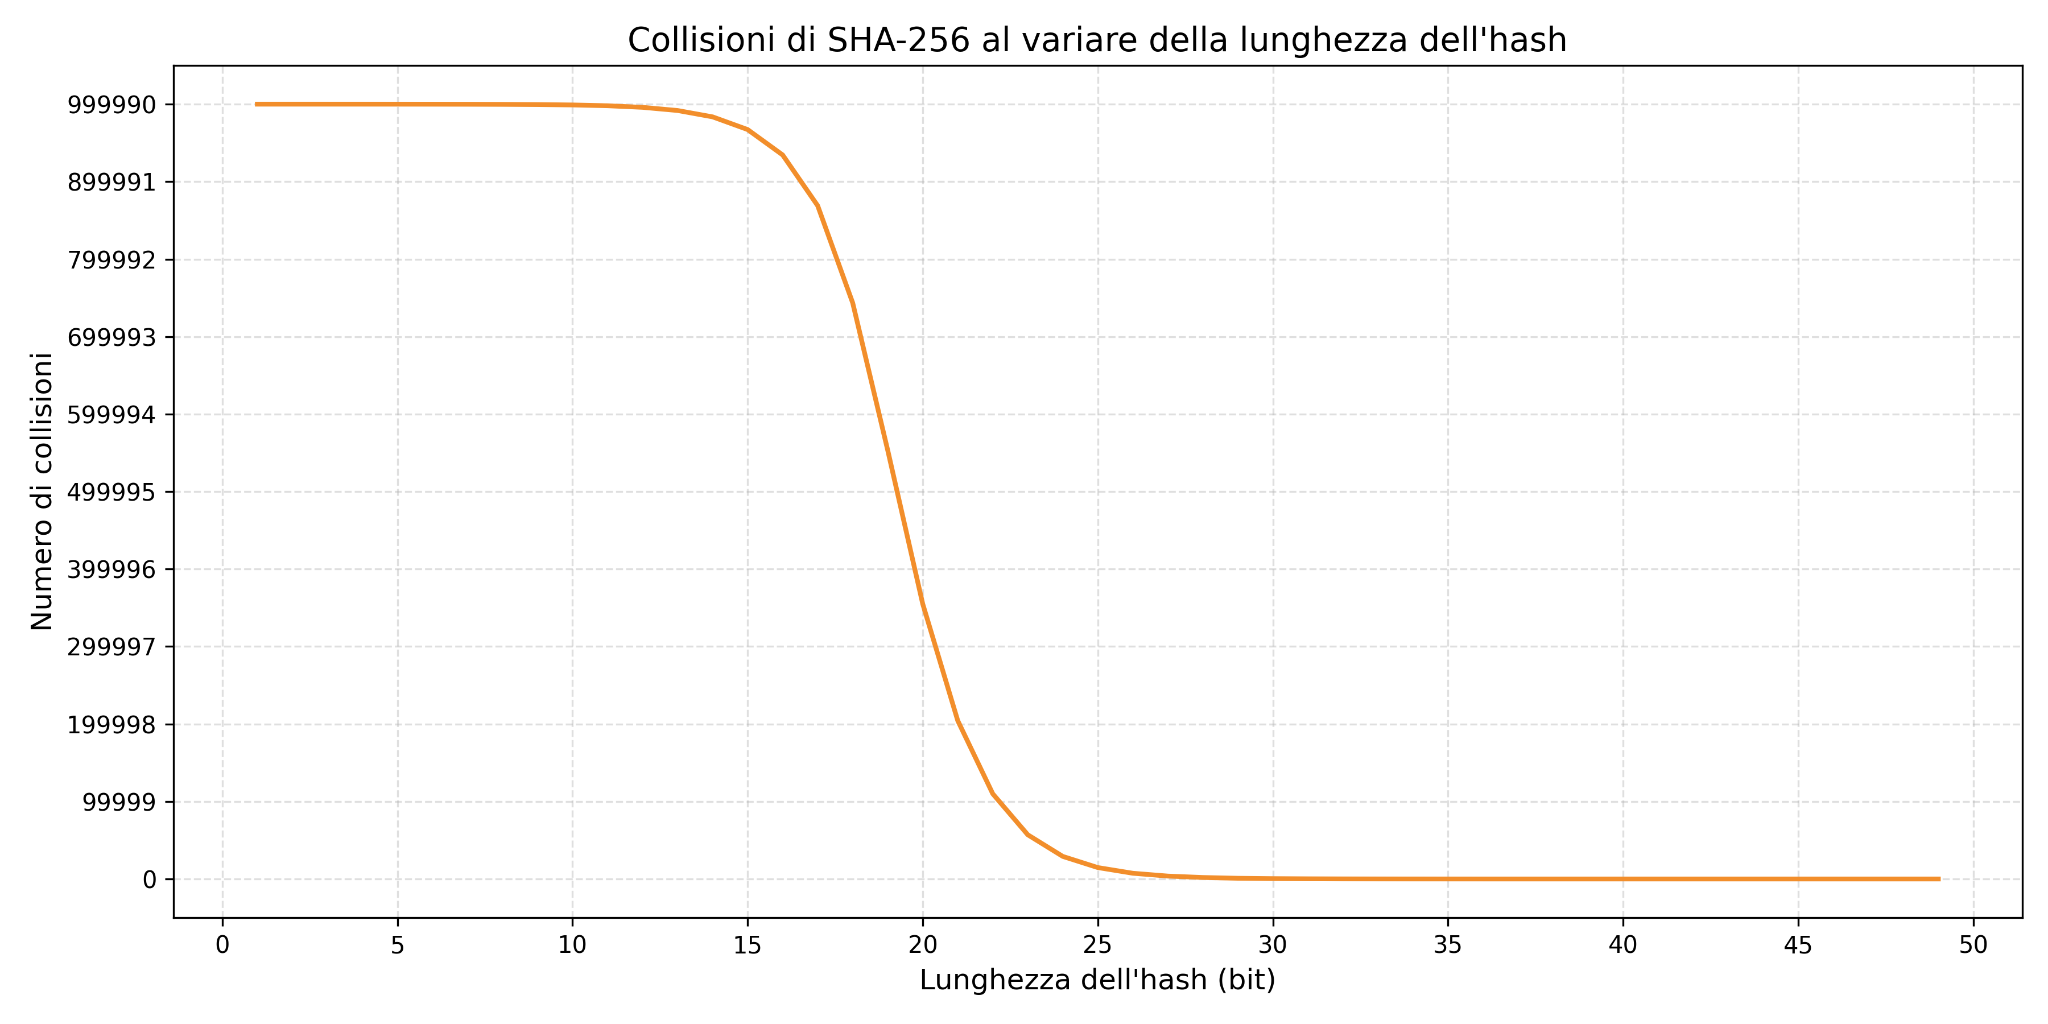 Collisioni di SHA-256 al variare della lunghezza dell'hash
Numero di collisioni
999990
899991
799992
699993
599994
499995
399996
299997
199998
99999
0
0 5 10 15 20 25 30 35 40 45 50
Lunghezza dell'hash (bit)